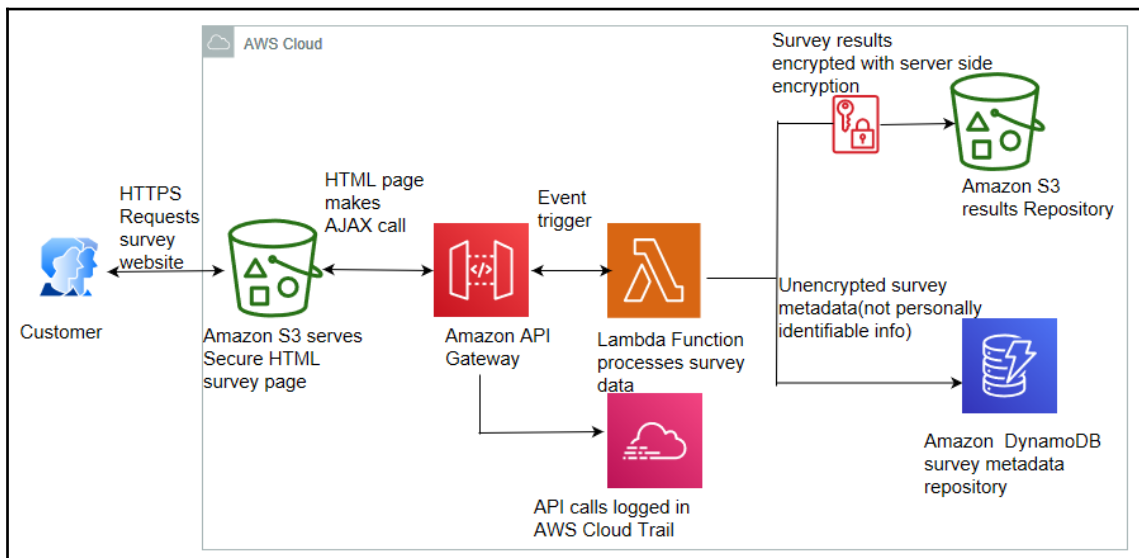 AWS Cloud
Survey results
encrypted with server side
encryption
Amazon S3
results Repository
HTML page
makes
AJAX call
Event
trigger
HTTPS
Requests
survey
website
Customer
Amazon S3 serves
Secure HTML
survey page
</>
Amazon API
Gateway
Lambda Function
processes survey
data
Unencrypted survey
metadata(not personally
identifiable info)
Amazon  DynamoDB
survey metadata
repository
API calls logged in
AWS Cloud Trail